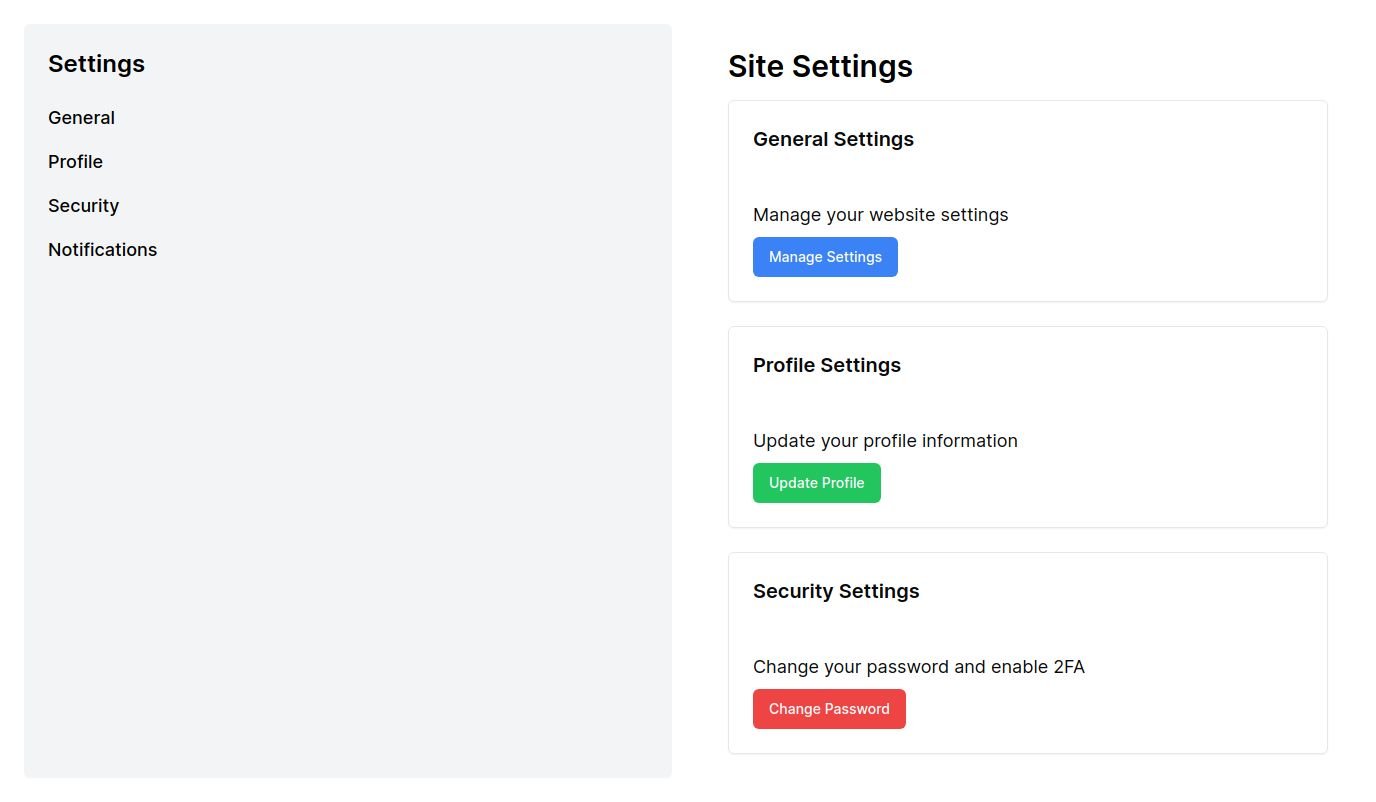 Settings
General
Profile
Security
Notifications
Site Settings
General Settings
Manage your website settings
Manage Settings
Profile Settings
Update your profile information
Update Profile
Security Settings
Change your password and enable 2FA
Change Password